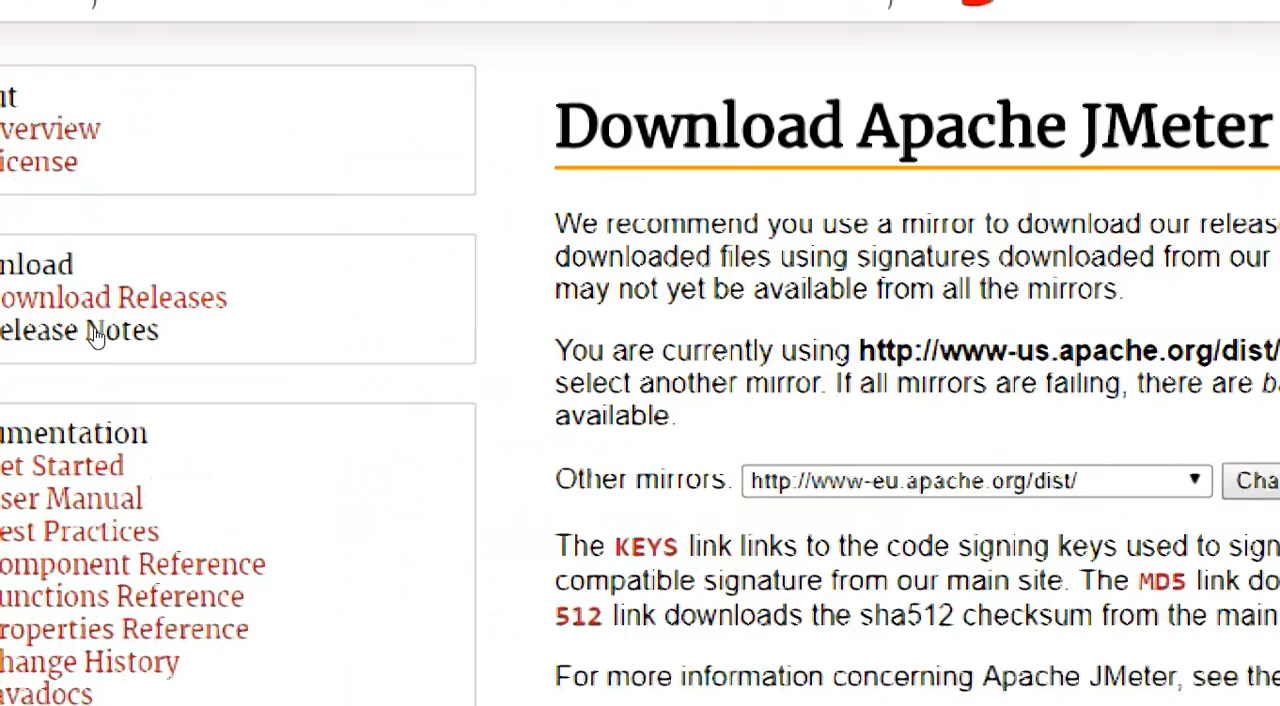 ut
verview
icense
nload
ownload Releases
elease Notes
umentation
et Started
ser Manual
est Practices
omponent Reference
unctions Reference
roperties Reference
hange History
avadocs
Download Apache JMeter
We recommend you use a mirror to download our releas
downloaded files using signatures downloaded from our
may not yet be available from all the mirrors.
You are currently using http://www-us.apache.org/dist/
select another mirror. If all mirrors are failing, there are ba
available.
Other mirrors: http://www-eu.apache.org/dist/ Cha
The KEYS link links to the code signing keys used to sign
compatible signature from our main site. The MD5 link do
512 link downloads the sha512 checksum from the main
For more information concerning Apache JMeter, see the